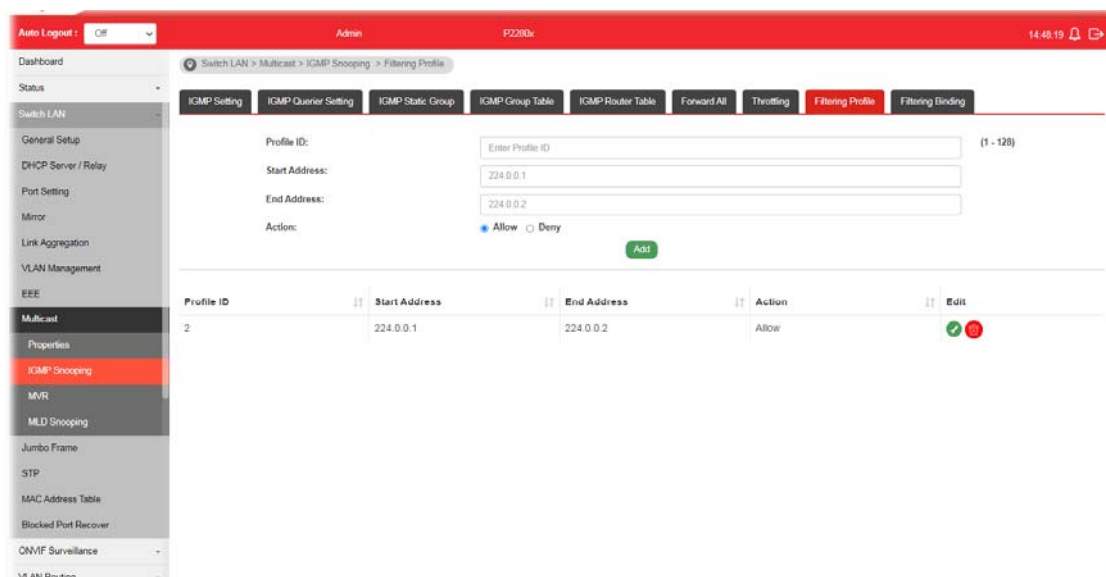 Auto Logout : Off Admin P2280x 14:48:19
Dashboard
Status
Switch LAN
General Setup
DHCP Server / Relay
Port Setting
Mirror
Link Aggregation
VLAN Management
EEE
Multicast
Properties
IGMP Snooping
MVR
MLD Snooping
Jumbo Frame
STP
MAC Address Table
Blocked Port Recover
ONVIF Surveillance
VLAN Routing
Switch LAN > Multicast > IGMP Snooping > Filtering Profile
IGMP Setting IGMP Querier Setting IGMP Static Group IGMP Group Table IGMP Router Table Forward All Throttling Filtering Profile Filtering Binding
Profile ID: Enter Profile ID (1 - 128)
Start Address: 224.0.0.1
End Address: 224.0.0.2
Action: Allow Deny
Add
Profile ID Start Address End Address Action Edit
2 224.0.0.1 224.0.0.2 Allow